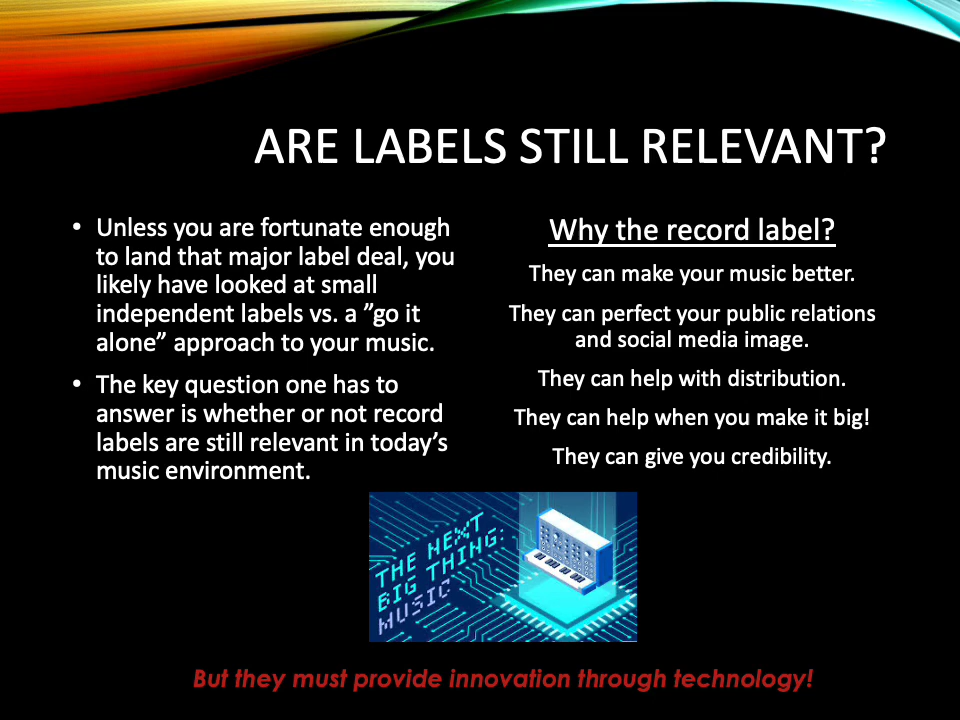 ARE LABELS STILL RELEVANT?
• Unless you are fortunate enough
to land that major label deal, you
likely have looked at small
independent labels vs. a ”go it
alone” approach to your music.
• The key question one has to
answer is whether or not record
labels are still relevant in today’s
music environment.
Why the record label?
They can make your music better.
They can perfect your public relations
and social media image.
They can help with distribution.
They can help when you make it big!
They can give you credibility.
THE NEXT
BIG THING:
MUSIC
But they must provide innovation through technology!